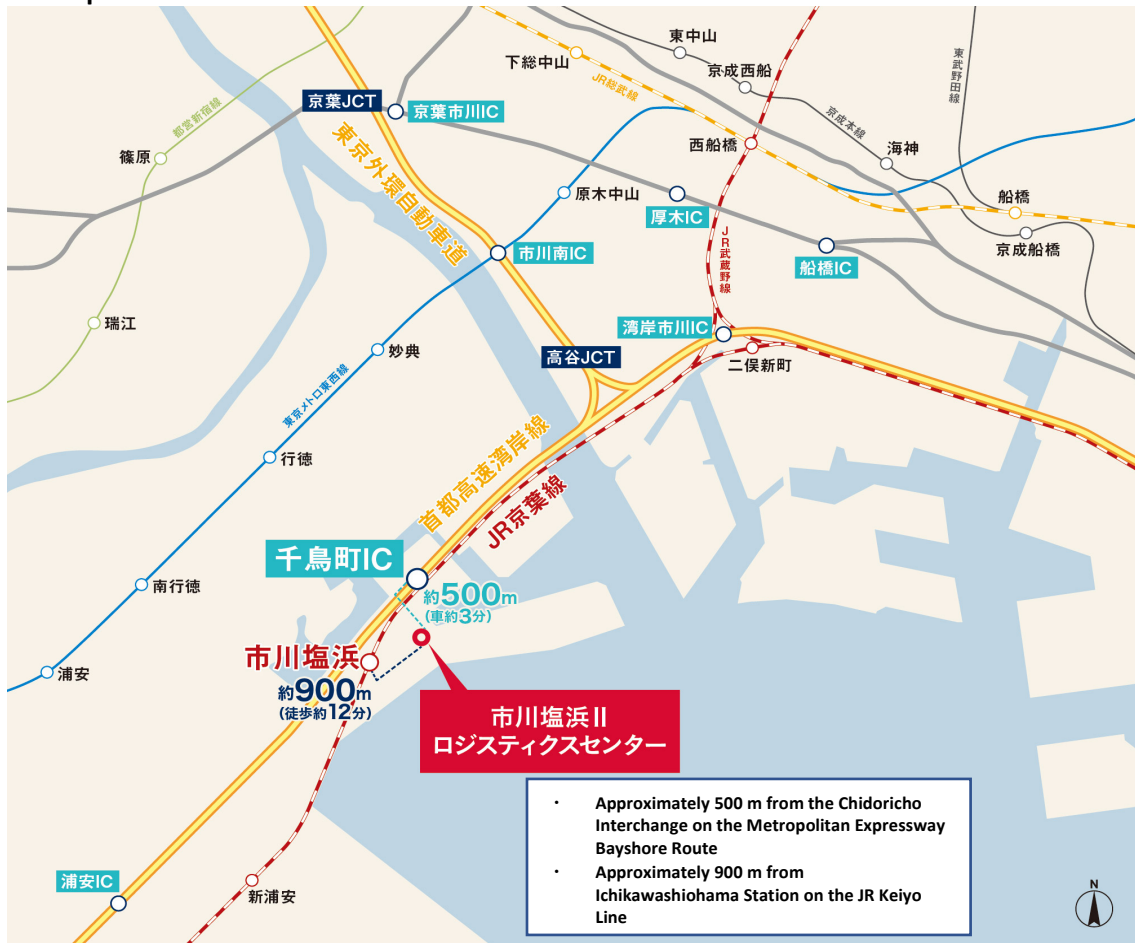 東中山
下総中山
京成西船
JR総武線
東武野田線
京成本線
京葉JCT
京葉市川IC
都営新宿線
篠原
西船橋
海神
東京外環自動車道
原木中山
船橋
厚木IC
JR武蔵野線
京成船橋
市川南IC
船橋IC
瑞江
湾岸市川IC
妙典
高谷JCT
二俣新町
東京メトロ東西線
行徳
首都高速湾岸線
JR京葉線
千鳥町IC
南行徳
約500m
(車約3分)
市川塩浜
浦安
約900m
(徒歩約12分)
市川塩浜Ⅱ
ロジスティクスセンター
・ Approximately 500 m from the Chidoricho
Interchange on the Metropolitan Expressway
Bayshore Route
・ Approximately 900 m from
Ichikawashiohama Station on the JR Keiyo
Line
浦安IC
新浦安
N